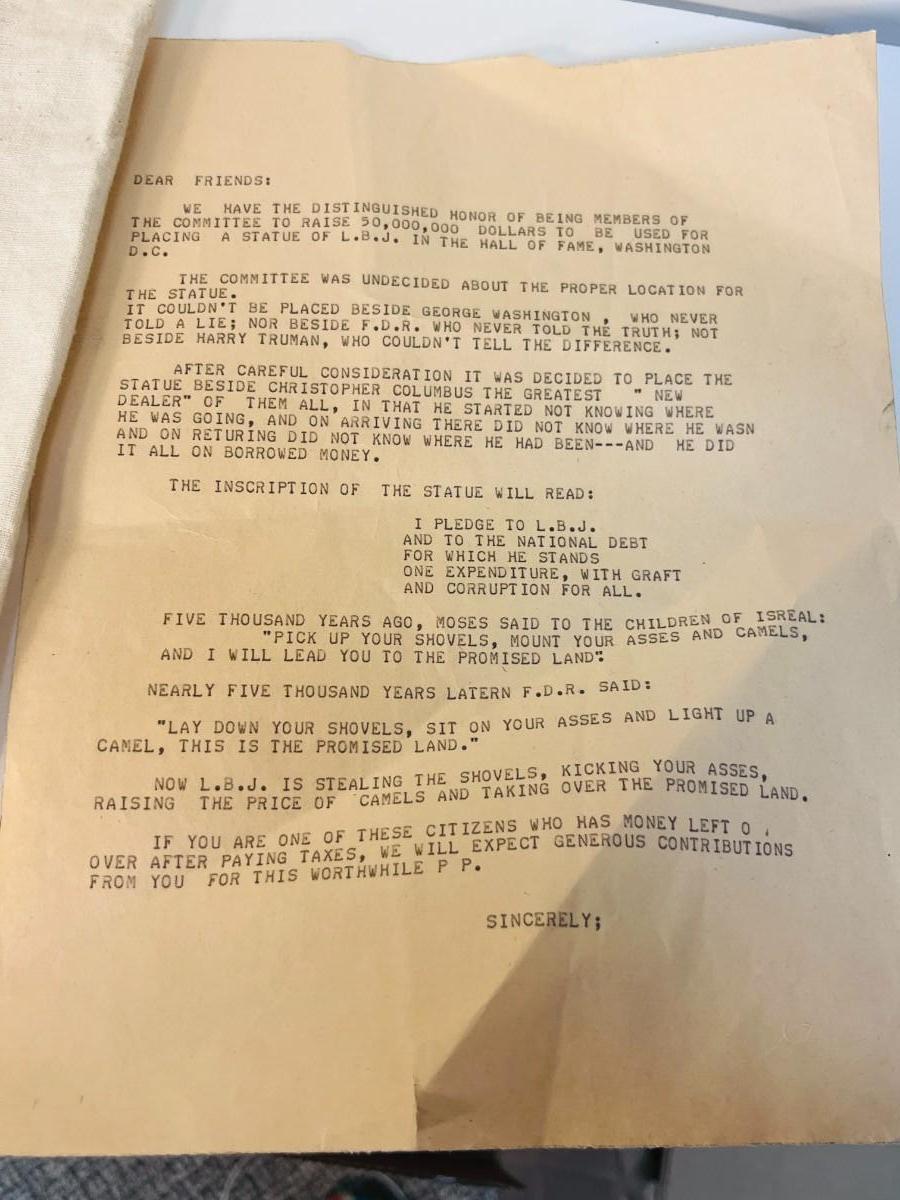 DEAR FRIENDS:
WE HAVE THE DISTINGUISHED HONOR OF BEING MEMBERS OF
THE COMMITTEE TO RAISE 50,000,000 DOLLARS TO BE USED FOR
PLACING A STATUE OF L.B.J. IN THE HALL OF FAME, WASHINGTON
D.C.
THE COMMITTEE WAS UNDECIDED ABOUT THE PROPER LOCATION FOR
THE STATUE.
IT COULDN'T BE PLACED BESIDE GEORGE WASHINGTON , WHO NEVER
TOLD A LIE; NOR BESIDE F.D.R. WHO NEVER TOLD THE TRUTH; NOT
BESIDE HARRY TRUMAN, WHO COULDN'T TELL THE DIFFERENCE.
AFTER CAREFUL CONSIDERATION IT WAS DECIDED TO PLACE THE
STATUE BESIDE CHRISTOPHER COLUMBUS THE GREATEST " NEW
DEALER" OF THEM ALL, IN THAT HE STARTED NOT KNOWING WHERE
HE WAS GOING, AND ON ARRIVING THERE DID NOT KNOW WHERE HE WASN
AND ON RETURING DID NOT KNOW WHERE HE HAD BEEN---AND HE DID
IT ALL ON BORROWED MONEY.
THE INSCRIPTION OF THE STATUE WILL READ:
I PLEDGE TO L.B.J.
AND TO THE NATIONAL DEBT
FOR WHICH HE STANDS
ONE EXPENDITURE, WITH GRAFT
AND CORRUPTION FOR ALL.
FIVE THOUSAND YEARS AGO, MOSES SAID TO THE CHILDREN OF ISREAL:
"PICK UP YOUR SHOVELS, MOUNT YOUR ASSES AND CAMELS,
AND I WILL LEAD YOU TO THE PROMISED LAND".
NEARLY FIVE THOUSAND YEARS LATERN F.D.R. SAID:
"LAY DOWN YOUR SHOVELS, SIT ON YOUR ASSES AND LIGHT UP A
CAMEL, THIS IS THE PROMISED LAND."
NOW L.B.J. IS STEALING THE SHOVELS, KICKING YOUR ASSES,
RAISING THE PRICE OF CAMELS AND TAKING OVER THE PROMISED LAND.
IF YOU ARE ONE OF THESE CITIZENS WHO HAS MONEY LEFT O .
OVER AFTER PAYING TAXES, WE WILL EXPECT GENEROUS CONTRIBUTIONS
FROM YOU FOR THIS WORTHWHILE P P.
SINCERELY;